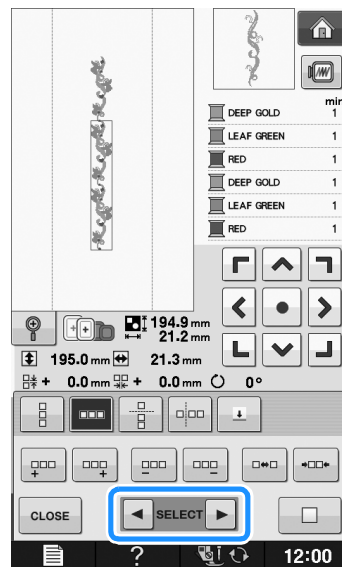 min
DEEP GOLD 1
LEAF GREEN 1
RED 1
DEEP GOLD 1
LEAF GREEN 1
RED 1
194.9 mm
21.2 mm
195.0 mm 21.3 mm
+ 0.0 mm + 0.0 mm 0°
+ + - -
CLOSE SELECT
? 12:00